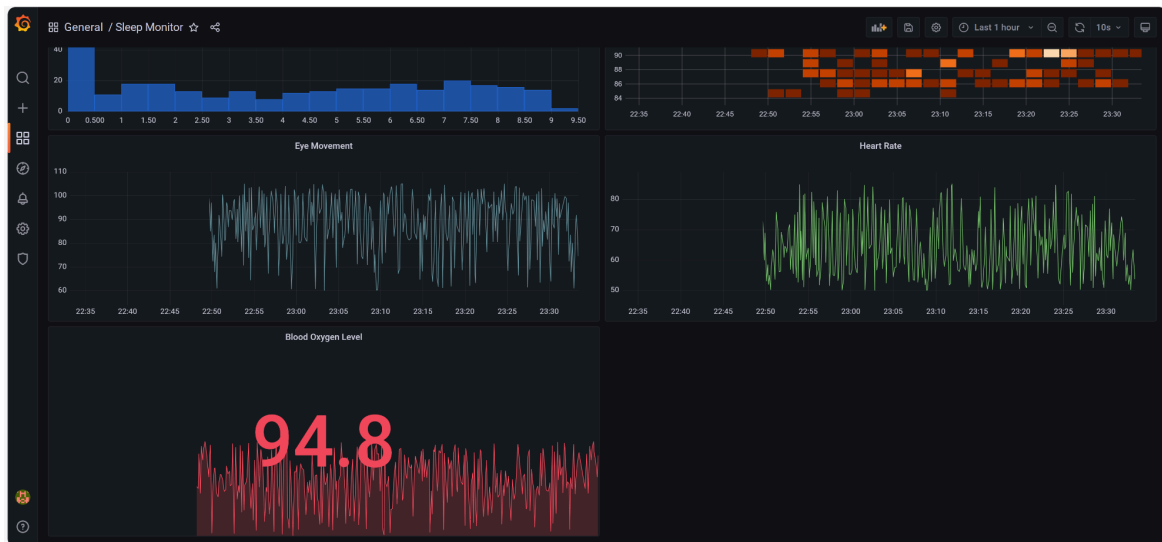 General / Sleep Monitor
Last 1 hour
10s
40
20
0
0 0.500 1 1.50 2 2.50 3 3.50 4 4.50 5 5.50 6 6.50 7 7.50 8 8.50 9 9.50
90
88
86
84
22:35 22:40 22:45 22:50 22:55 23:00 23:05 23:10 23:15 23:20 23:25 23:30
Eye Movement
110
100
90
80
70
60
22:35 22:40 22:45 22:50 22:55 23:00 23:05 23:10 23:15 23:20 23:25 23:30
Heart Rate
80
70
60
50
22:35 22:40 22:45 22:50 22:55 23:00 23:05 23:10 23:15 23:20 23:25 23:30
Blood Oxygen Level
94.8